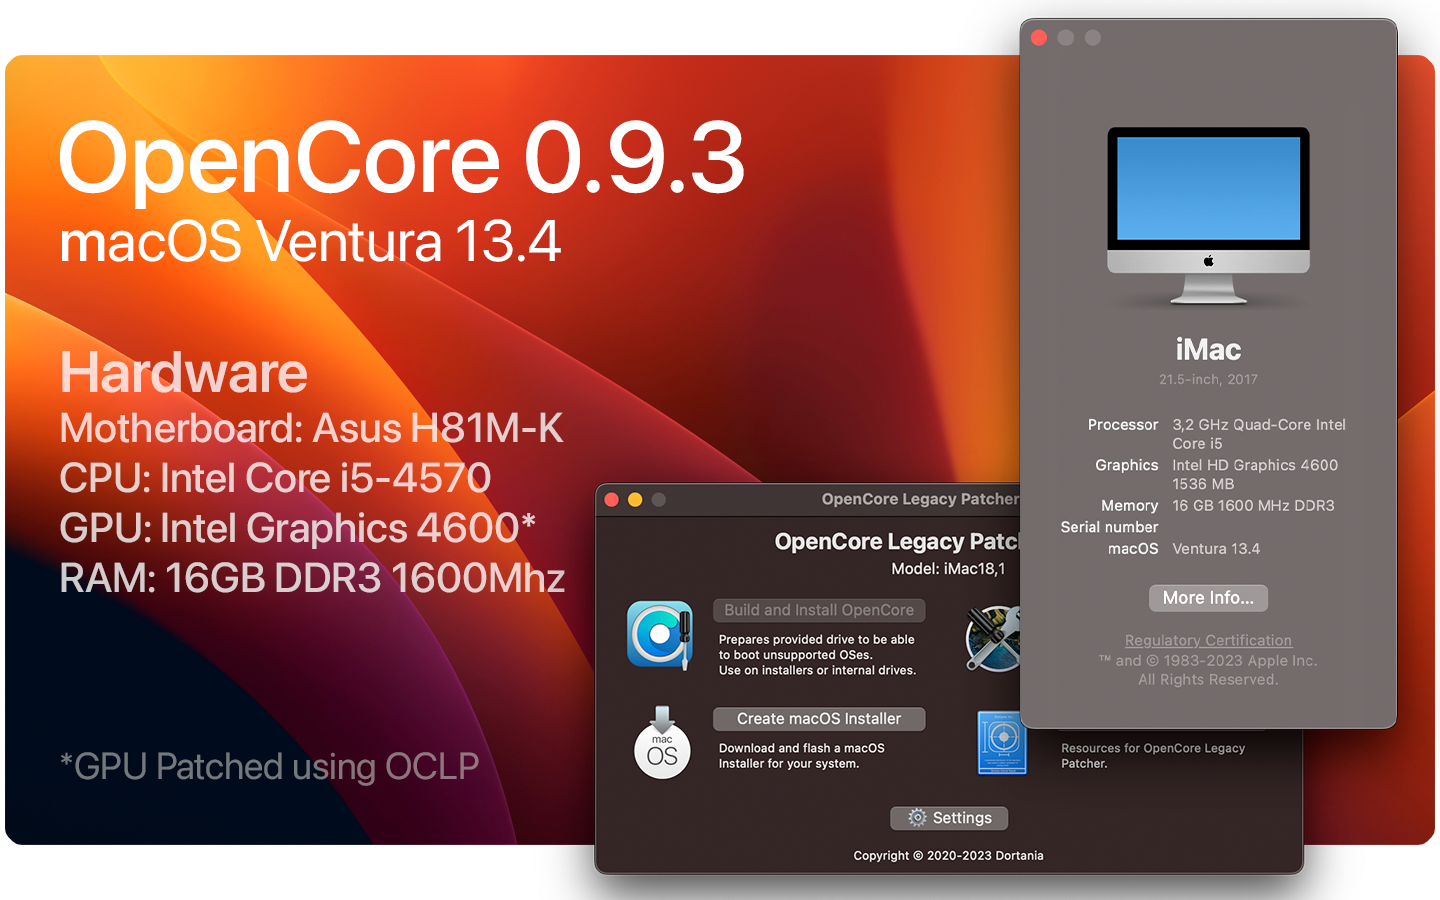 OpenCore 0.9.3
macOS Ventura 13.4
Hardware
Motherboard: Asus H81M-K
CPU: Intel Core i5-4570
GPU: Intel Graphics 4600*
RAM: 16GB DDR3 1600Mhz
*GPU Patched using OCLP
OpenCore Legacy Patcher
OpenCore Legacy Patc
Model: iMac18,1
Build and Install OpenCore
Prepares provided drive to be able
to boot unsupported OSes.
Use on installers or internal drives.
mac
OS
Create macOS Installer
Download and flash a macOS
Installer for your system.
Resources for OpenCore Legacy
Patcher.
Settings
Copyright © 2020-2023 Dortania
iMac
21.5-inch, 2017
Processor 3,2 GHz Quad-Core Intel
Core i5
Graphics Intel HD Graphics 4600
1536 MB
Memory 16 GB 1600 MHz DDR3
Serial number
macOS Ventura 13.4
More Info...
Regulatory Certification
™ and © 1983-2023 Apple Inc.
All Rights Reserved.